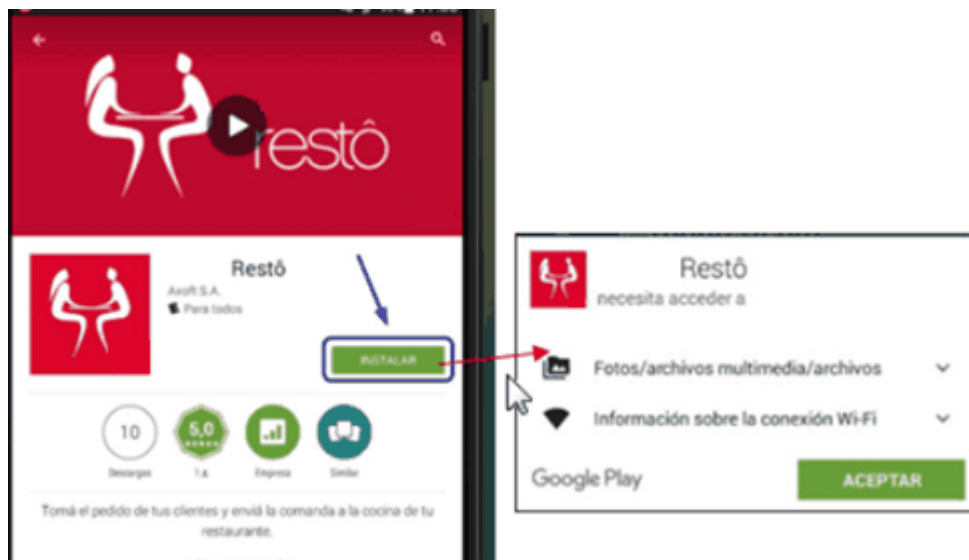 restô
Restô
Axoft S.A.
Para todos
INSTALAR
10
5,0
Descargas
Empresa
Similar
Tomá el pedido de tus clientes y enviá la comanda a la cocina de tu
restaurante.
Restô
necesita acceder a
Fotos/archivos multimedia/archivos
Información sobre la conexión Wi-Fi
Google Play
ACEPTAR